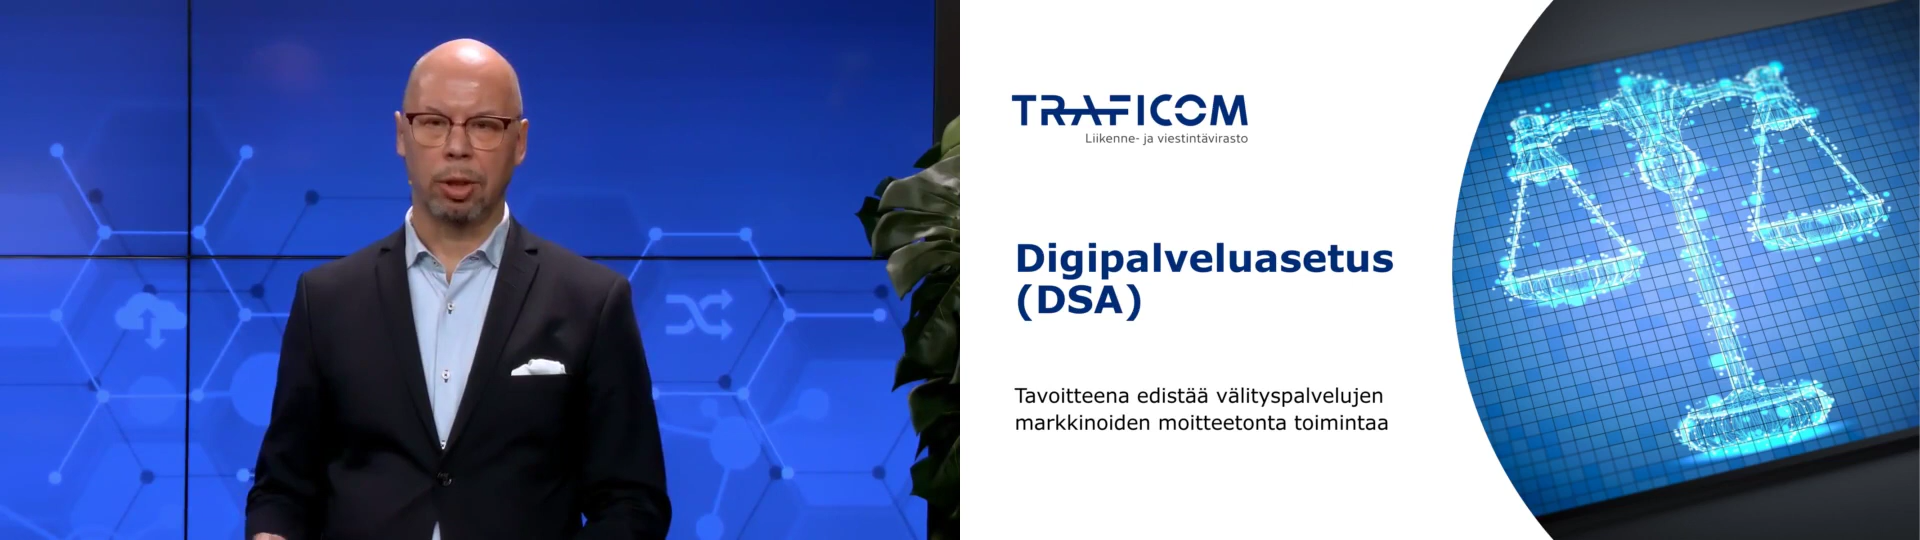 TRAFICOM
Liikenne- ja viestintävirasto
Digipalveluasetus
(DSA)
Tavoitteena edistää välityspalvelujen
markkinoiden moitteetonta toimintaa